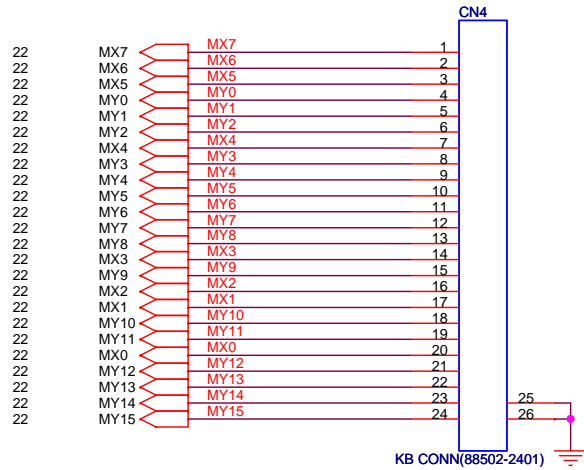 CN4
22 MX7 MX7 1
22 MX6 MX6 2
22 MX5 MX5 3
22 MY0 MY0 4
22 MY1 MY1 5
22 MY2 MY2 6
22 MX4 MX4 7
22 MY3 MY3 8
22 MY4 MY4 9
22 MY5 MY5 10
22 MY6 MY6 11
22 MY7 MY7 12
22 MY8 MY8 13
22 MX3 MX3 14
22 MY9 MY9 15
22 MX2 MX2 16
22 MX1 MX1 17
22 MY10 MY10 18
22 MY11 MY11 19
22 MX0 MX0 20
22 MY12 MY12 21
22 MY13 MY13 22
22 MY14 MY14 23 25
22 MY15 MY15 24 26
KB CONN(88502-2401)